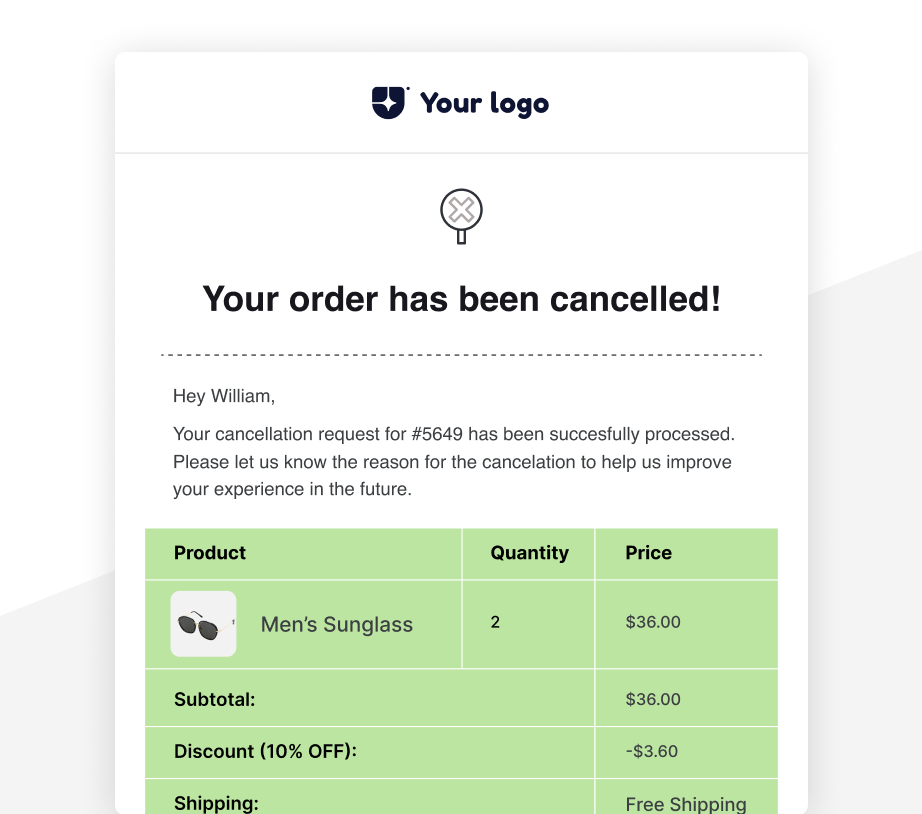 Your logo
Your order has been cancelled!
Hey William,
Your cancellation request for #5649 has been succesfully processed.
Please let us know the reason for the cancelation to help us improve
your experience in the future.
Product Quantity Price
Men’s Sunglass 2 $36.00
Subtotal: $36.00
Discount (10% OFF): -$3.60
Shipping: Free Shipping